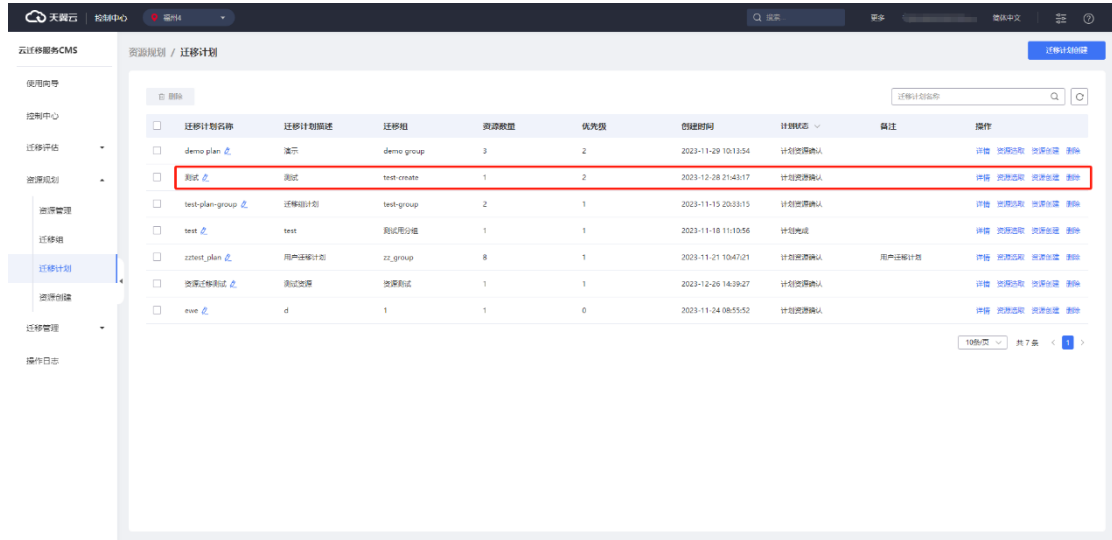 天翼云 控制中心 福州4 搜索... 更多 简体中文
云迁移服务CMS
使用向导
控制中心
迁移评估
资源规划
资源管理
迁移组
迁移计划
资源创建
迁移管理
操作日志
资源规划 / 迁移计划 迁移计划创建
删除 迁移计划名称
迁移计划名称 迁移计划描述 迁移组 资源数量 优先级 创建时间 计划状态 备注 操作
demo plan 演示 demo group 3 2 2023-11-29 10:13:54 计划资源确认 详情 资源选取 资源创建 删除
测试 测试 test-create 1 2 2023-12-28 21:43:17 计划资源确认 详情 资源选取 资源创建 删除
test-plan-group 迁移组计划 test-group 2 1 2023-11-15 20:33:15 计划资源确认 详情 资源选取 资源创建 删除
test test 测试用分组 1 1 2023-11-18 11:10:56 计划完成 详情 资源选取 资源创建 删除
zztest_plan 用户迁移计划 zz_group 8 1 2023-11-21 10:47:21 计划资源确认 用户迁移计划 详情 资源选取 资源创建 删除
资源迁移测试 测试资源 资源测试 1 1 2023-12-26 14:39:27 计划资源确认 详情 资源选取 资源创建 删除
ewe d 1 1 0 2023-11-24 08:55:52 计划资源确认 详情 资源选取 资源创建 删除
10条/页 共 7 条 1